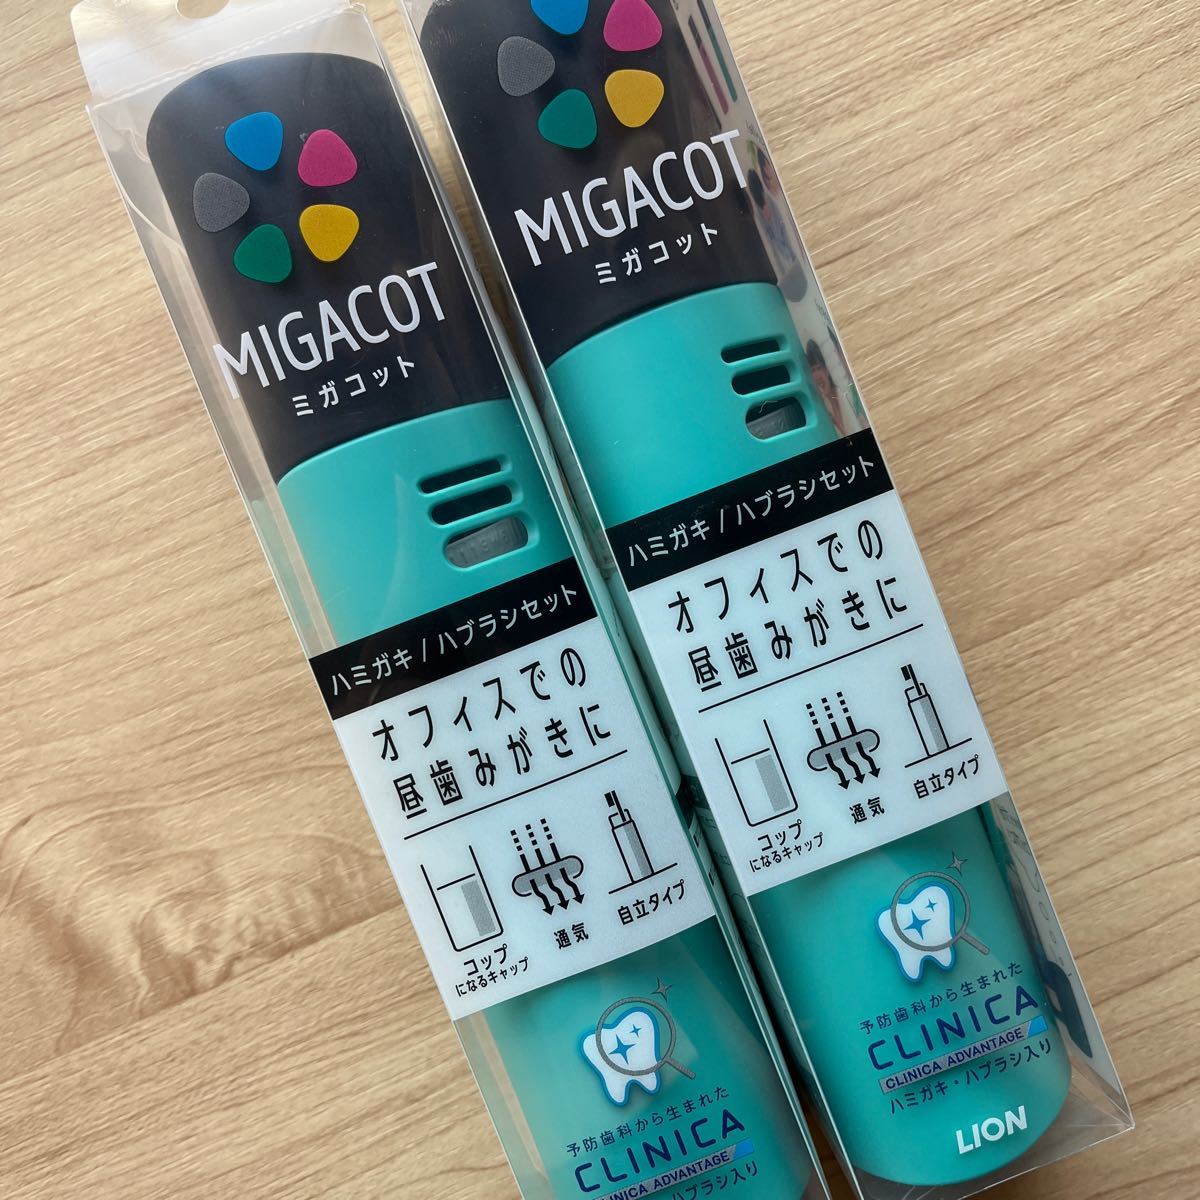 MIGACOT
ミガコット
ハミガキ/ハブラシセット
オフィスでの
昼歯みがきに
コップ
になるキャップ
通気
自立タイプ
予防歯科から生まれた
CLINICA
CLINICA ADVANTAGE
ハブラシ入り
MIGACOT
ミガコット
ハミガキ/ハブラシセット
オフィスでの
昼歯みがきに
コップ
になるキャップ
通気
自立タイプ
予防歯科から生まれた
CLINICA
CLINICA ADVANTAGE
ハミガキ・ハブラシ入り
LION